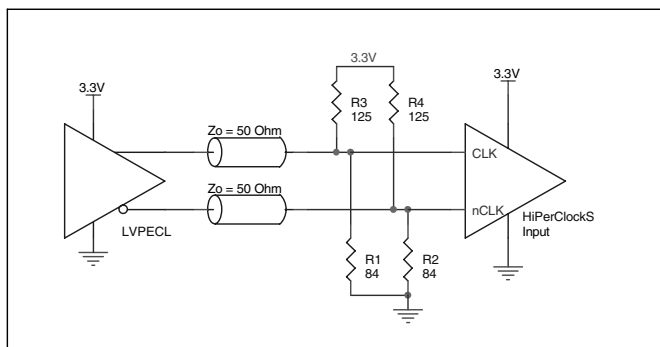 3.3V
3.3V
3.3V
R3
125
R4
125
Zo = 50 Ohm
CLK
Zo = 50 Ohm
nCLK
LVPECL
HiPerClockS
Input
R1
84
R2
84